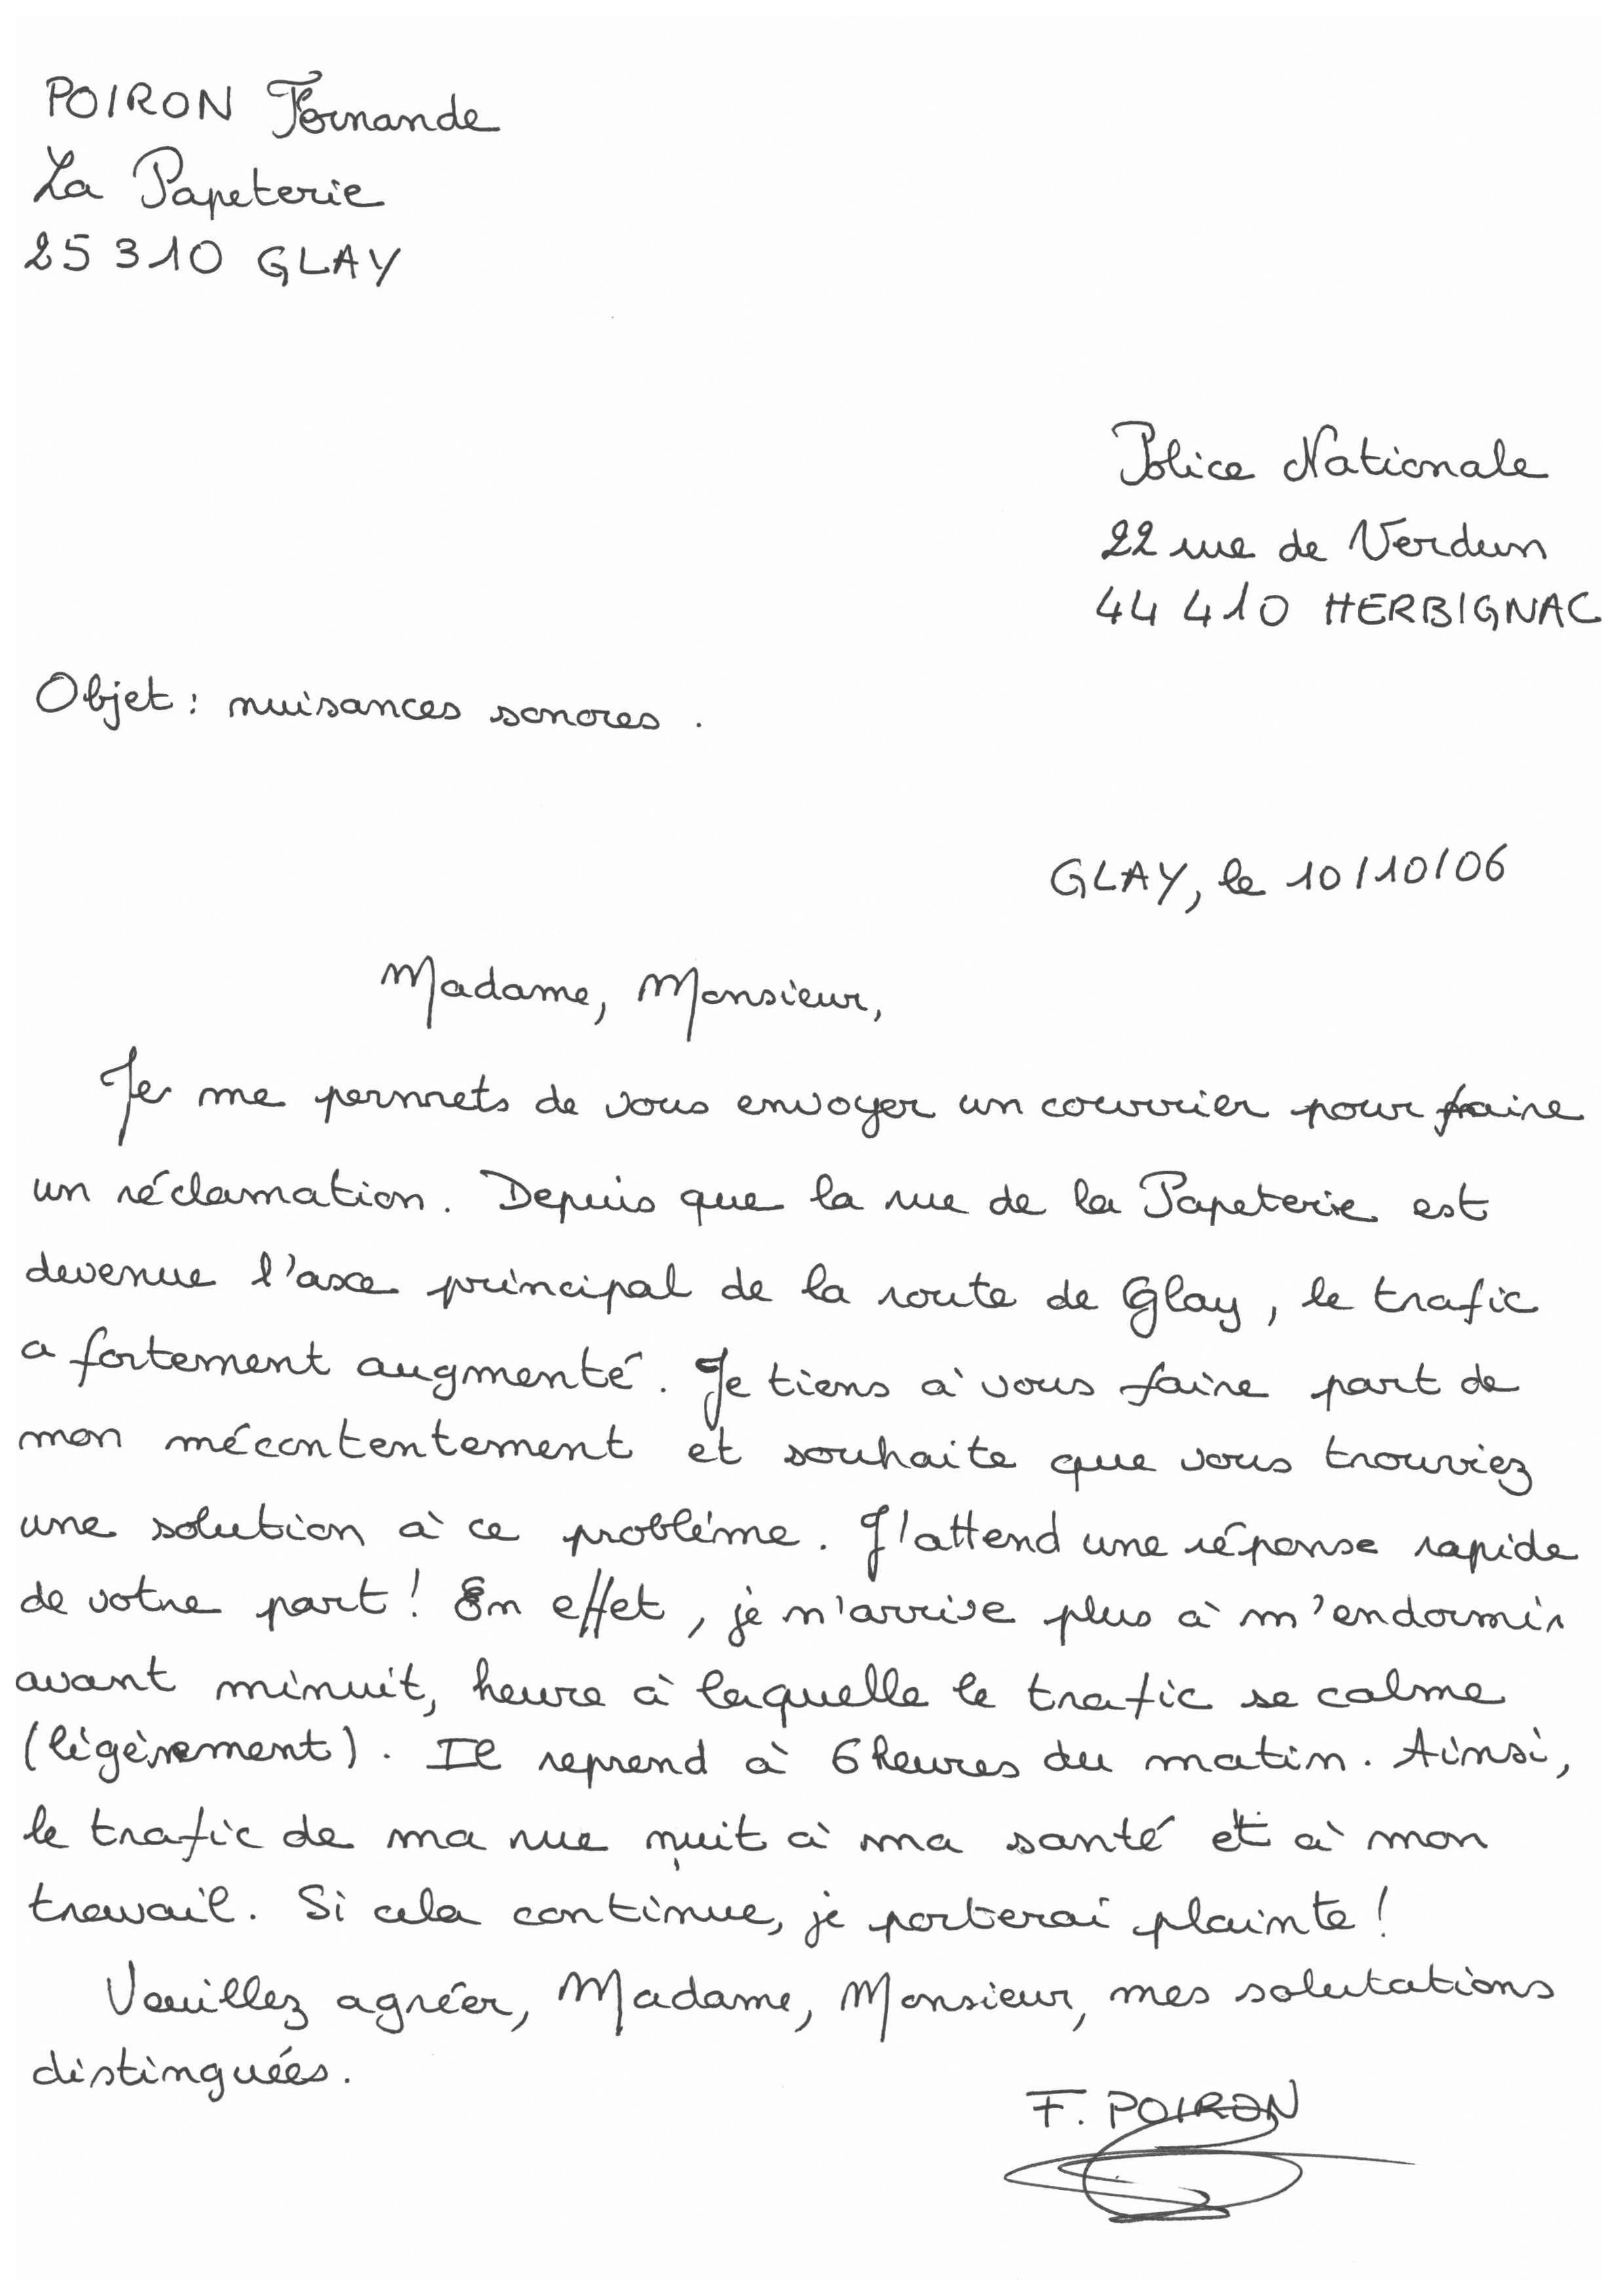 POIRON Fernande
La Papeterie
25 310 GLAY
Police Nationale
22 rue de Verdun
44 410 HERBIGNAC
Objet : nuisances sonores .
GLAY, le 10/10/06
Madame, Monsieur,
Je me permets de vous envoyer un courrier pour faire
un réclamation. Depuis que la rue de la Papeterie est
devenue l'axe principal de la route de Glay, le trafic
a fortement augmenté. Je tiens à vous faire part de
mon mécontentement et souhaite que vous trouviez
une solution à ce problème. J'attend une réponse rapide
de votre part ! En effet, je n'arrive plus à m'endormir
avant minuit, heure à laquelle le trafic se calme
(légèrement). Il reprend à 6 heures du matin. Ainsi,
le trafic de ma rue nuit à ma santé et à mon
travail. Si cela continue, je porterai plainte !
Veuillez agréer, Madame, Monsieur, mes salutations
distinguées.
F. POIRON